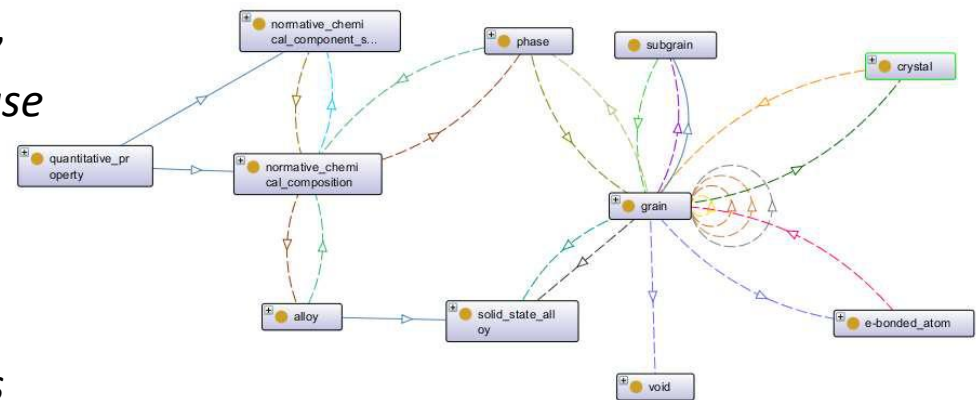 normative_chemi
cal_component_s...
phase
subgrain
crystal
quantitative_pr
operty
normative_chemi
cal_composition
grain
alloy
solid_state_all
oy
e-bonded_atom
void